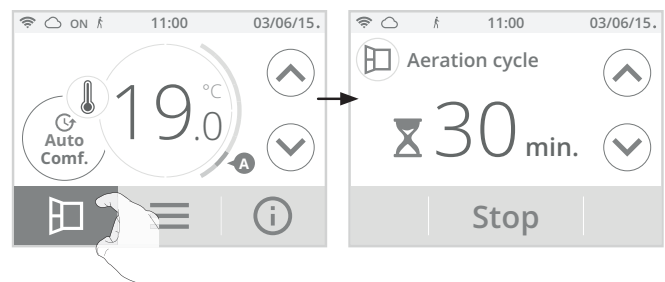 ON 11:00 03/06/15.
19.0 °C
Auto
Comf.
A
11:00 03/06/15.
Aeration cycle
30 min.
Stop